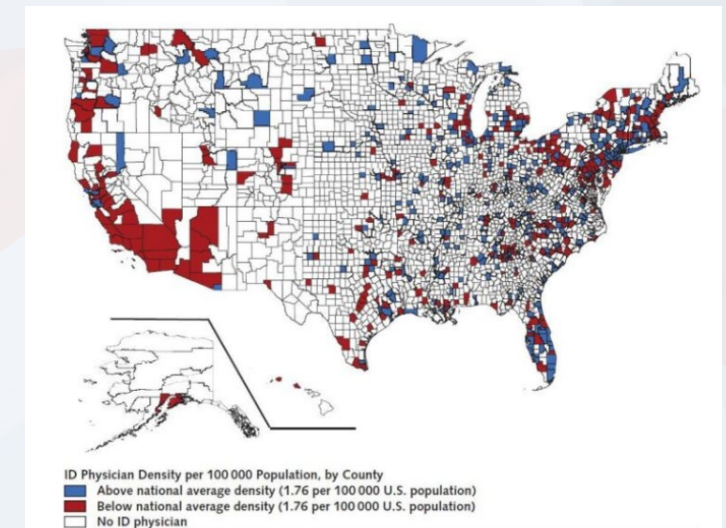 ID Physician Density per 100 000 Population, by County
Above national average density (1.76 per 100 000 U.S. population)
Below national average density (1.76 per 100 000 U.S. population)
No ID physician